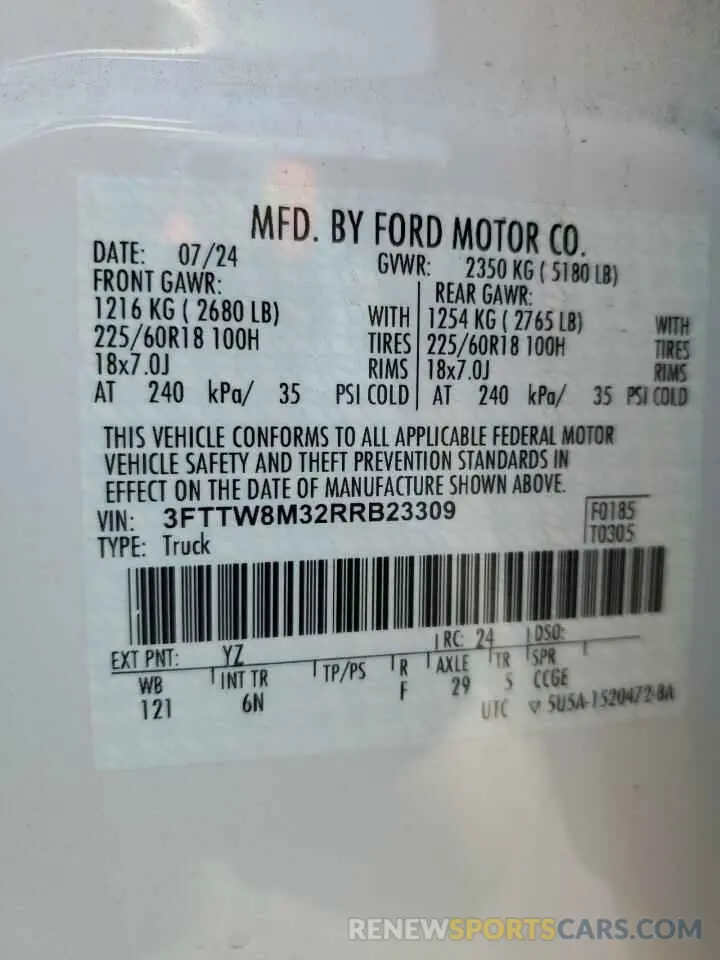 MFD. BY FORD MOTOR CO.
DATE: 07/24 GVWR: 2350 KG ( 5180 LB)
FRONT GAWR: REAR GAWR:
1216 KG ( 2680 LB) WITH 1254 KG ( 2765 LB) WITH
225/60R18 100H TIRES 225/60R18 100H TIRES
18x7.0J RIMS 18x7.0J RIMS
AT 240 kPa/ 35 PSI COLD AT 240 kPa/ 35 PSI COLD
THIS VEHICLE CONFORMS TO ALL APPLICABLE FEDERAL MOTOR
VEHICLE SAFETY AND THEFT PREVENTION STANDARDS IN
EFFECT ON THE DATE OF MANUFACTURE SHOWN ABOVE.
VIN: 3FTTW8M32RRB23309 F0185
TYPE: Truck T0305
EXT PNT: YZ RC: 24 DSO:
WB INT TR TP/PS R AXLE TR SPR
121 6N F 29 5 CCGE
UTC ▽ 5U5A-1520472-BA
RENEWSPORTSCARS.COM